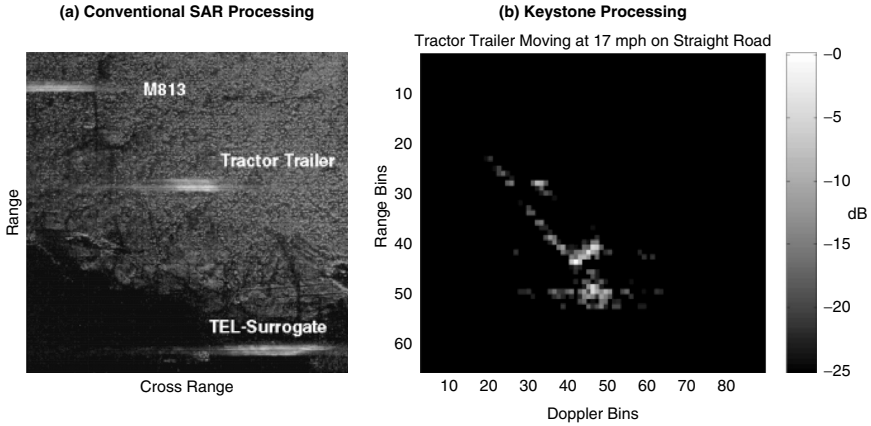 (a) Conventional SAR Processing
M813
Tractor Trailer
TEL-Surrogate
Range
Cross Range
(b) Keystone Processing
Tractor Trailer Moving at 17 mph on Straight Road
10
20
30
40
50
60
Range Bins
10 20 30 40 50 60 70 80
Doppler Bins
–0
–5
–10
–15
–20
–25
dB